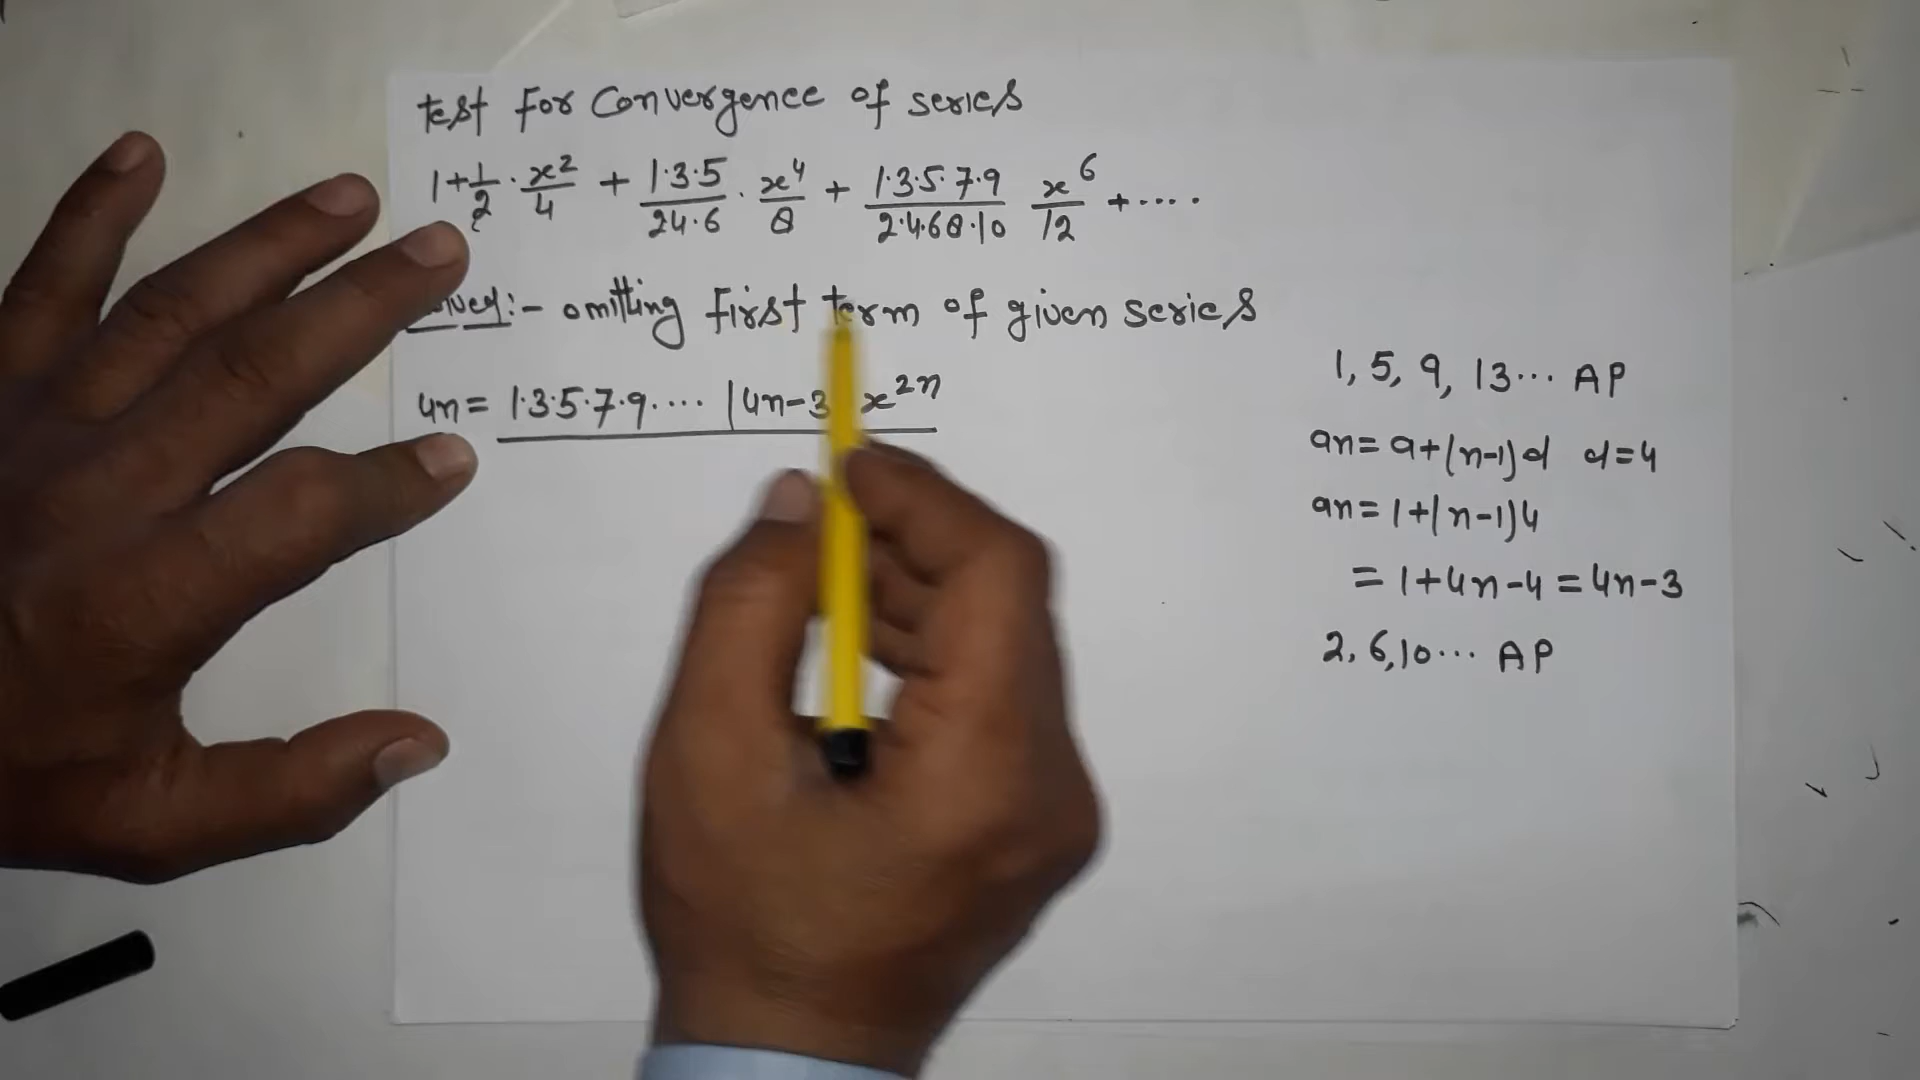 test For Convergence of series
1+1/2·x²/4 + 1·3·5/2·4·6·x⁴/8 + 1·3·5·7·9/2·4·6·8·10 x⁶/12 +····
:- omitting First term of given series
un= 1·3·5·7·9···· (4n-3 x²ⁿ
1, 5, 9, 13··· AP
an= a+(n-1)d d=4
an= 1+(n-1)4
= 1+4n-4 = 4n-3
2, 6, 10··· AP